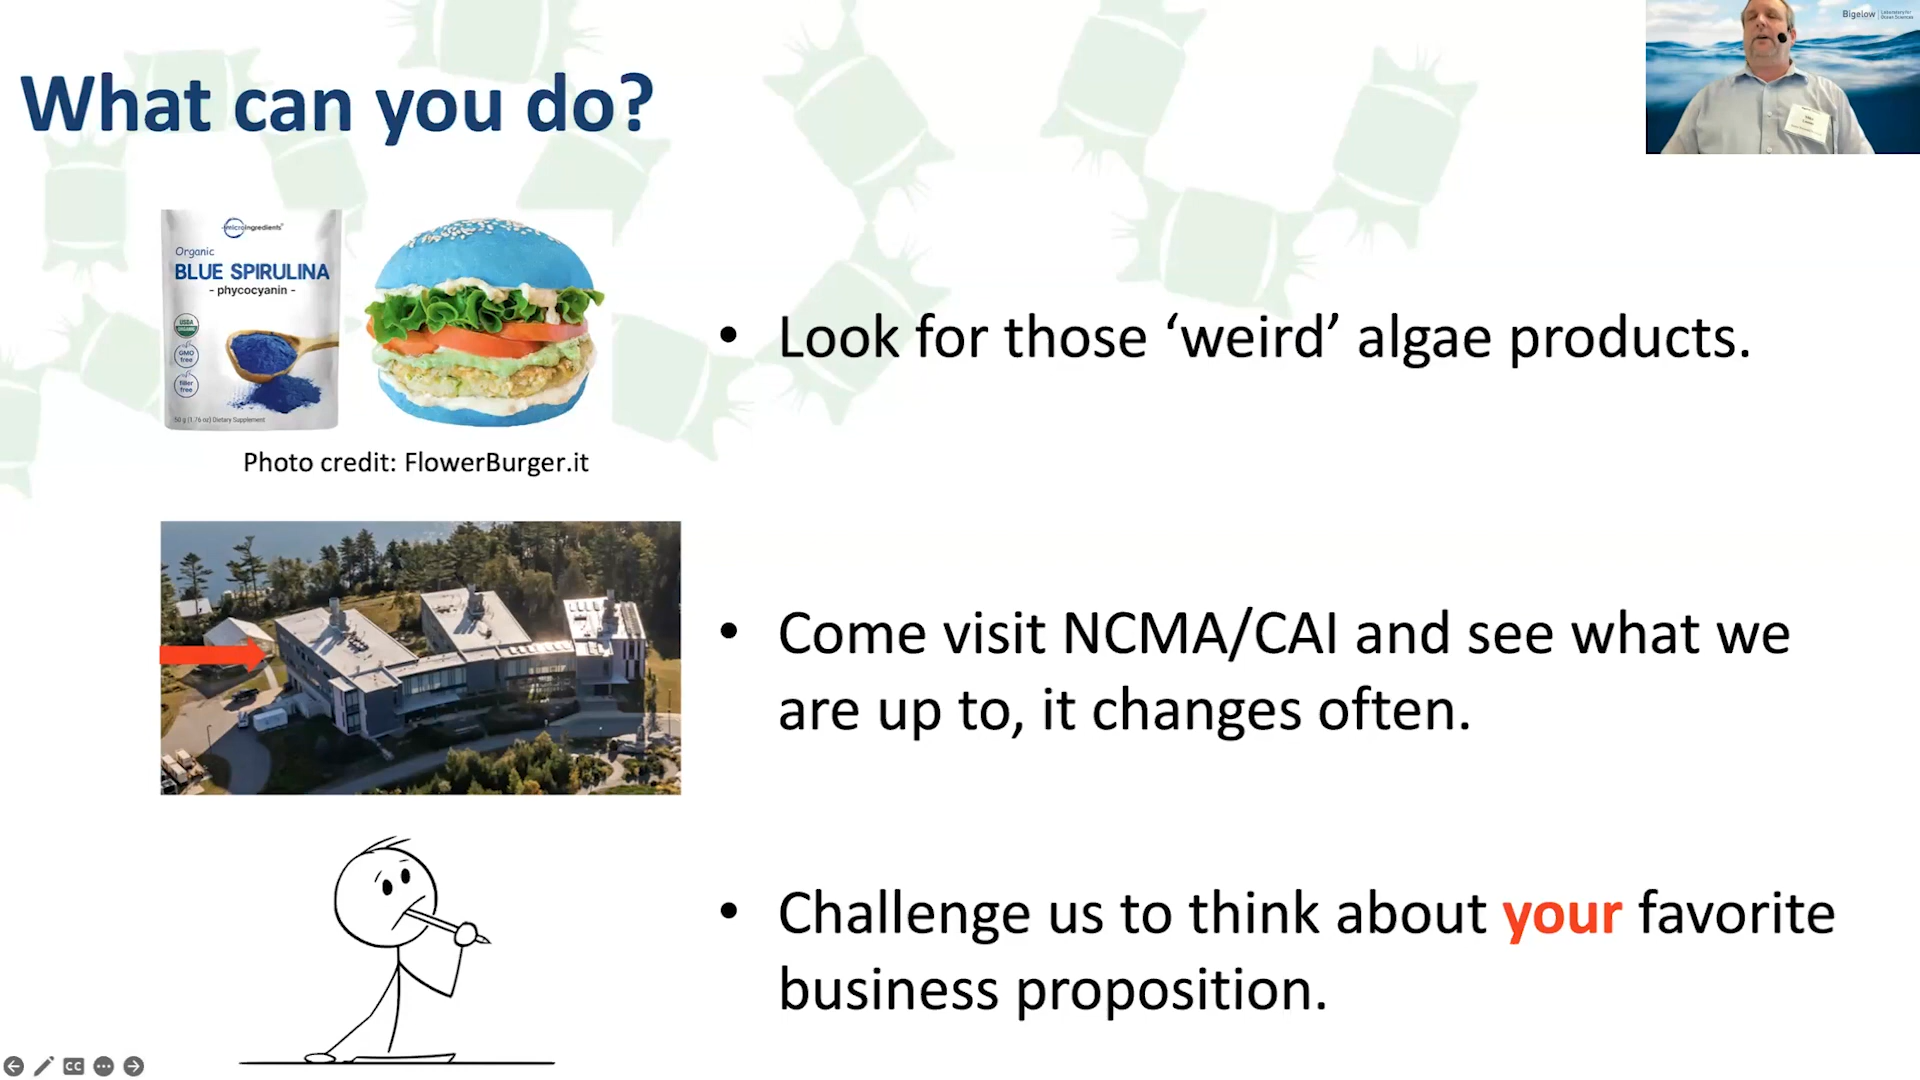 What can you do?
Bigelow
Laboratory for
Ocean Sciences
microingredients
Organic
BLUE SPIRULINA
- phycocyanin -
USDA
ORGANIC
GMO
free
filler
free
50 g (1.76 oz) Dietary Supplement
Photo credit: FlowerBurger.it
• Look for those ‘weird’ algae products.
• Come visit NCMA/CAI and see what we
are up to, it changes often.
• Challenge us to think about your favorite
business proposition.
CC